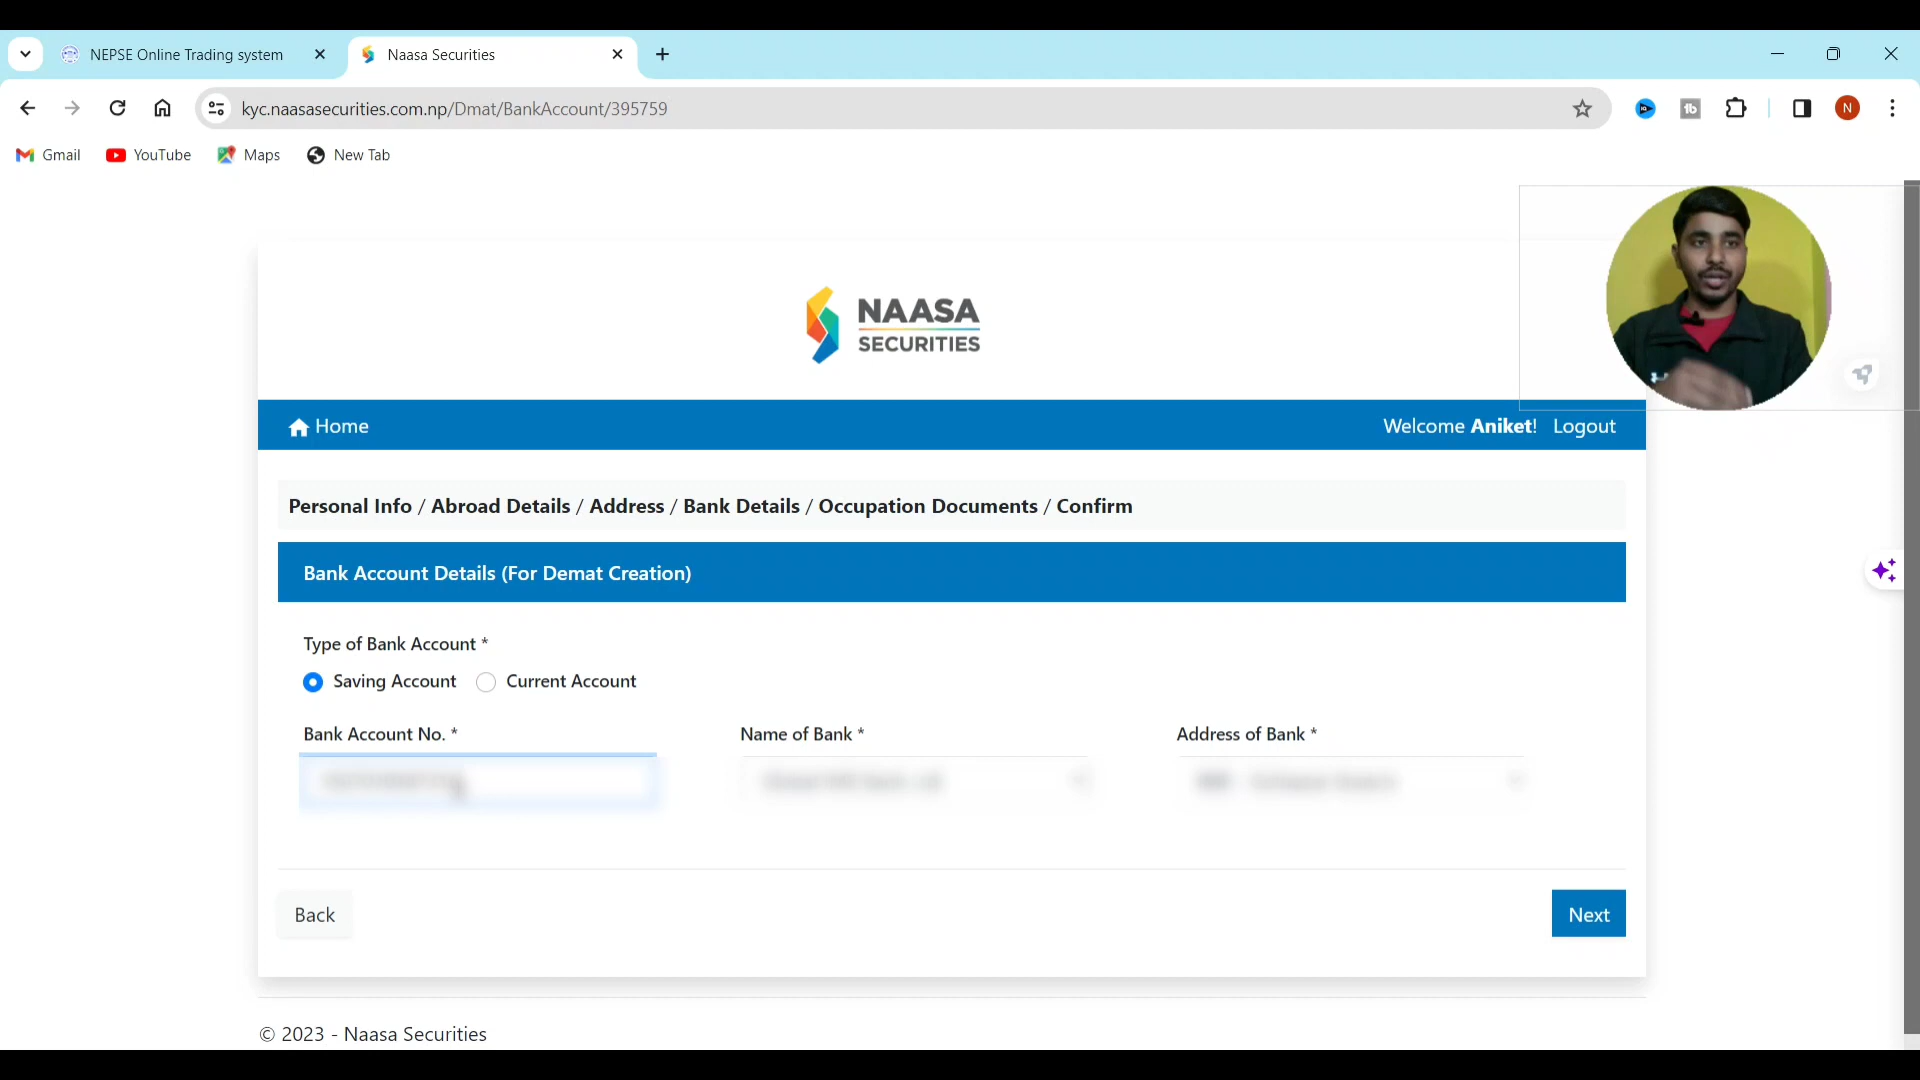 NEPSE Online Trading system
Naasa Securities
kyc.naasasecurities.com.np/Dmat/BankAccount/395759
N
Gmail
YouTube
Maps
New Tab
NAASA
SECURITIES
Home
Welcome Aniket! Logout
Personal Info / Abroad Details / Address / Bank Details / Occupation Documents / Confirm
Bank Account Details (For Demat Creation)
Type of Bank Account *
Saving Account
Current Account
Bank Account No. *
Name of Bank *
Address of Bank *
Back
Next
© 2023 - Naasa Securities